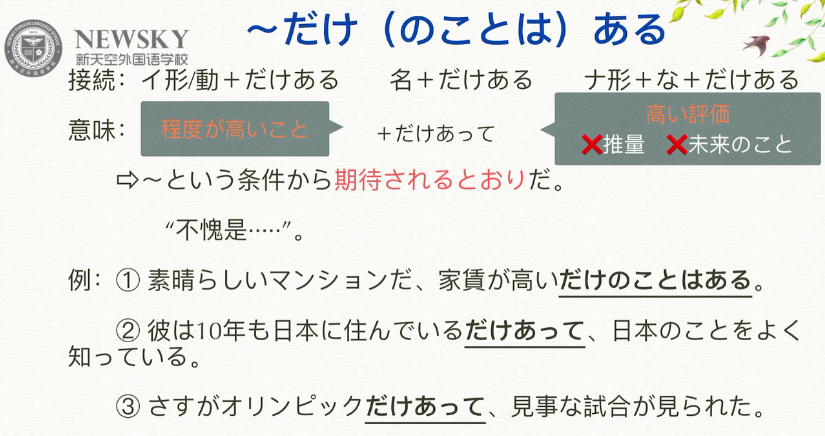 ～だけ（のことは）ある
NEWSKY
新天空外国语学校
接続：イ形/動＋だけある　名＋だけある　ナ形＋な＋だけある
意味：程度が高いこと　＋だけあって　高い評価
❌推量　❌未来のこと
⇨～という条件から期待されるとおりだ。
“不愧是·····”。
例：① 素晴らしいマンションだ、家賃が高いだけのことはある。
② 彼は10年も日本に住んでいるだけあって、日本のことをよく
知っている。
③ さすがオリンピックだけあって、見事な試合が見られた。